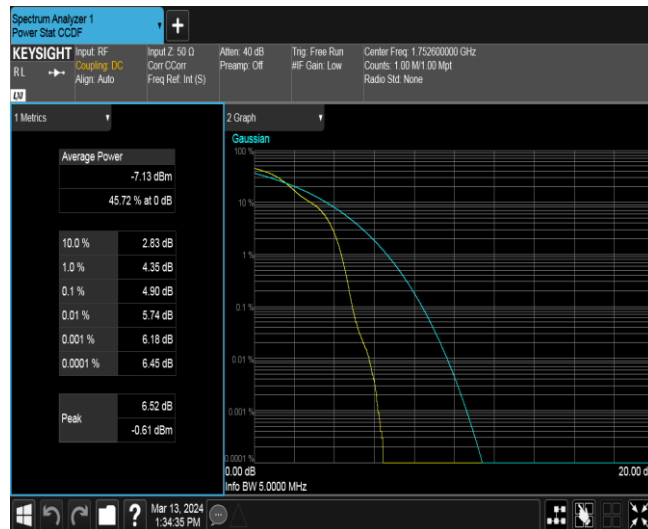 Spectrum Analyzer 1
Power Stat CCDF
+
KEYSIGHT Input: RF Input Z: 50 Ω Atten: 40 dB Trig: Free Run Center Freq: 1.752600000 GHz
RL Coupling: DC Corr CCorr Preamp: Off #IF Gain: Low Counts: 1.00 M/1.00 Mpt
Align: Auto Freq Ref: Int (S) Radio Std: None
LXI
1 Metrics
Average Power
-7.13 dBm
45.72 % at 0 dB
10.0 % 2.83 dB
1.0 % 4.35 dB
0.1 % 4.90 dB
0.01 % 5.74 dB
0.001 % 6.18 dB
0.0001 % 6.45 dB
Peak 6.52 dB
-0.61 dBm
2 Graph
Gaussian
100 %
10 %
1 %
0.1 %
0.01 %
0.001 %
0.0001 %
0.00 dB 20.00 d
Info BW 5.0000 MHz
? Mar 13, 2024
1:34:35 PM